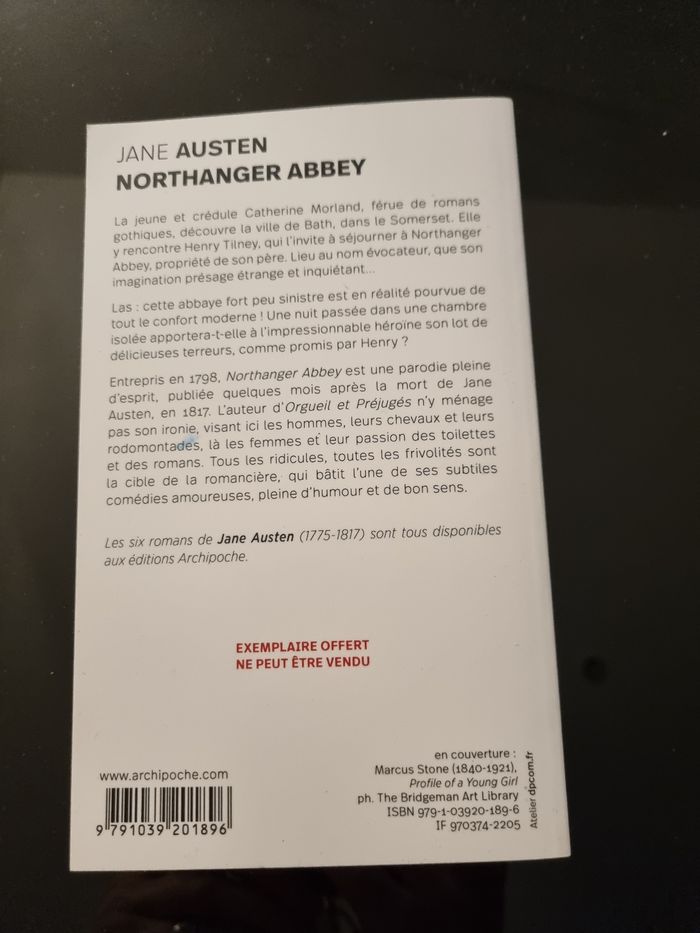 JANE AUSTEN
NORTHANGER ABBEY
La jeune et crédule Catherine Morland, férue de romans
gothiques, découvre la ville de Bath, dans le Somerset. Elle
y rencontre Henry Tilney, qui l'invite à séjourner à Northanger
Abbey, propriété de son père. Lieu au nom évocateur, que son
imagination présage étrange et inquiétant...
Las : cette abbaye fort peu sinistre est en réalité pourvue de
tout le confort moderne ! Une nuit passée dans une chambre
isolée apportera-t-elle à l'impressionnable héroïne son lot de
délicieuses terreurs, comme promis par Henry ?
Entrepris en 1798, Northanger Abbey est une parodie pleine
d'esprit, publiée quelques mois après la mort de Jane
Austen, en 1817. L'auteur d'Orgueil et Préjugés n'y ménage
pas son ironie, visant ici les hommes, leurs chevaux et leurs
rodomontades, là les femmes et leur passion des toilettes
et des romans. Tous les ridicules, toutes les frivolités sont
la cible de la romancière, qui bâtit l'une de ses subtiles
comédies amoureuses, pleine d'humour et de bon sens.
Les six romans de Jane Austen (1775-1817) sont tous disponibles
aux éditions Archipoche.
EXEMPLAIRE OFFERT
NE PEUT ÊTRE VENDU
www.archipoche.com
9 791039 201896
en couverture :
Marcus Stone (1840-1921),
Profile of a Young Girl
ph. The Bridgeman Art Library
ISBN 979-1-03920-189-6
IF 970374-2205
Atelier dpcom.fr